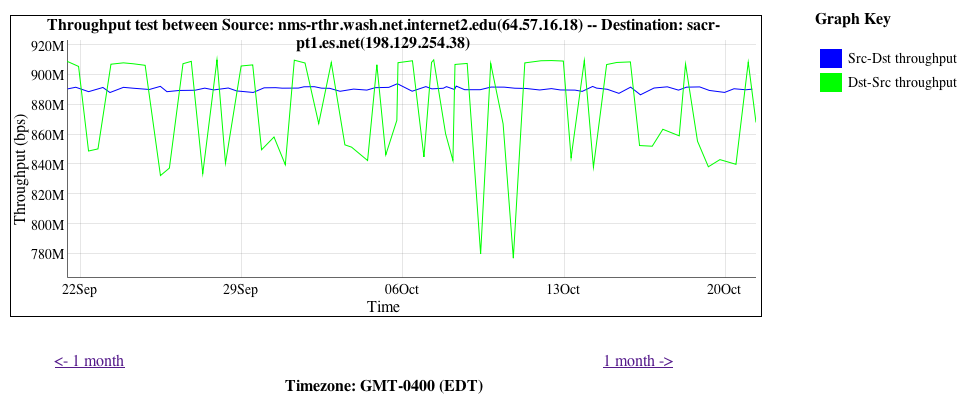 Throughput test between Source: nms-rthr.wash.net.internet2.edu(64.57.16.18) -- Destination: sacr-
pt1.es.net(198.129.254.38)
Graph Key
Src-Dst throughput
Dst-Src throughput
920M
900M
880M
860M
840M
820M
800M
780M
Throughput (bps)
22Sep 29Sep 06Oct 13Oct 20Oct
Time
<- 1 month 1 month ->
Timezone: GMT-0400 (EDT)